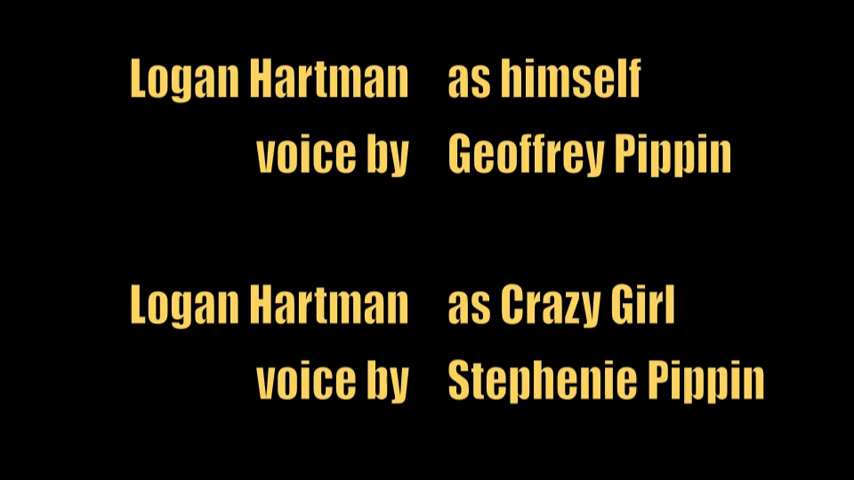 Logan Hartman as himself
voice by Geoffrey Pippin
Logan Hartman as Crazy Girl
voice by Stephenie Pippin